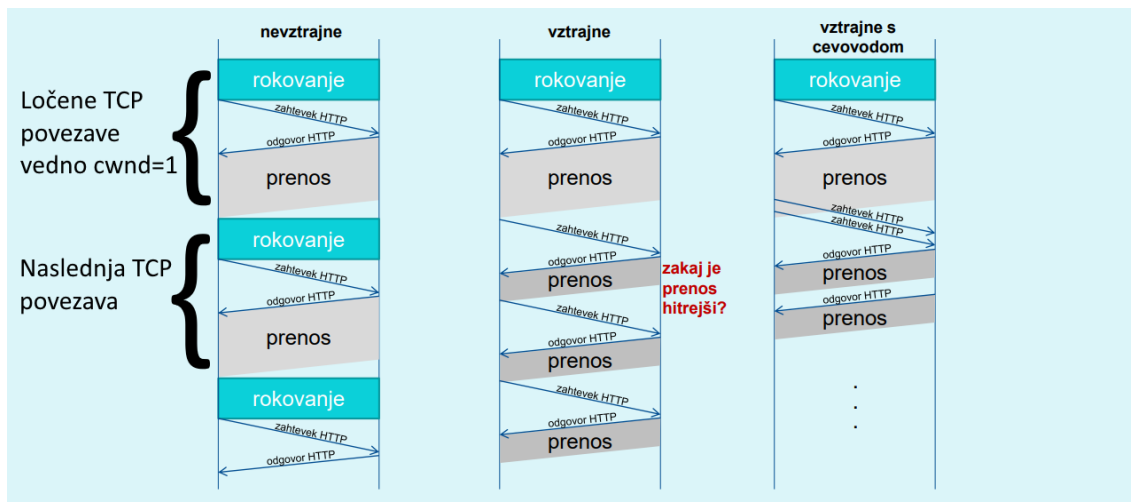 nevztrajne
vztrajne
vztrajne s
cevovodom
Ločene TCP
povezave
vedno cwnd=1
rokovanje
zahtevek HTTP
odgovor HTTP
prenos
Naslednja TCP
povezava
rokovanje
zahtevek HTTP
odgovor HTTP
prenos
rokovanje
zahtevek HTTP
odgovor HTTP
rokovanje
zahtevek HTTP
odgovor HTTP
prenos
zahtevek HTTP
odgovor HTTP
prenos
zakaj je
prenos
hitrejši?
zahtevek HTTP
odgovor HTTP
prenos
zahtevek HTTP
odgovor HTTP
prenos
rokovanje
zahtevek HTTP
odgovor HTTP
prenos
zahtevek HTTP
zahtevek HTTP
odgovor HTTP
prenos
odgovor HTTP
prenos
.
.
.